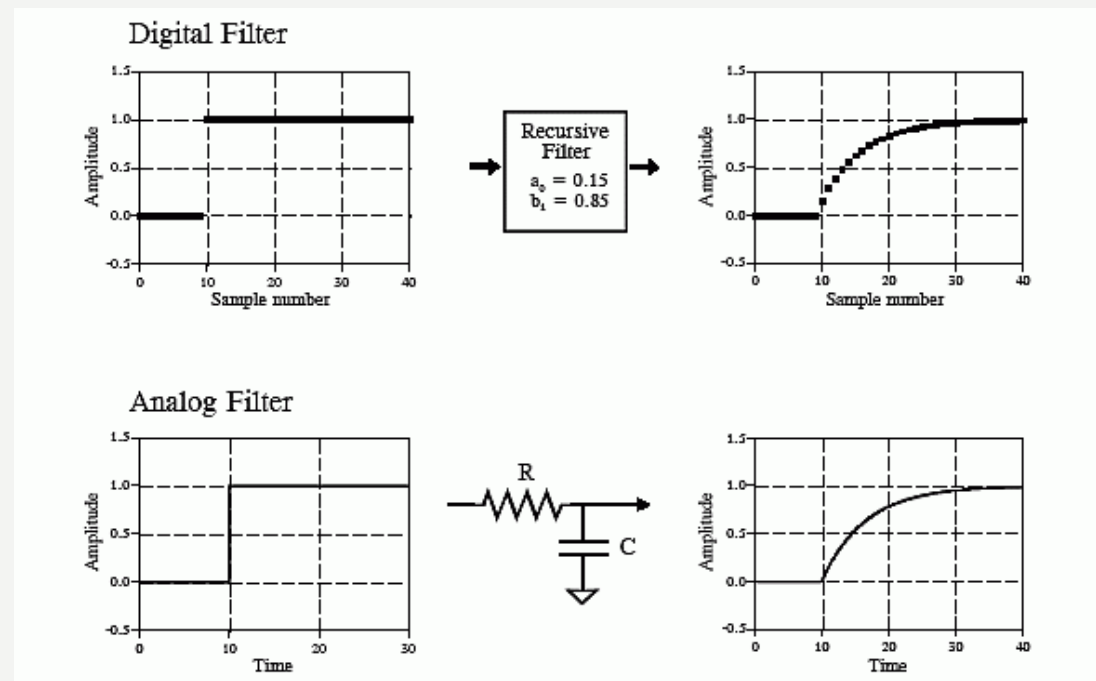 Digital Filter
1.5
1.0
0.5
0.0
-0.5
Amplitude
0 10 20 30 40
Sample number
Recursive
Filter
a₀ = 0.15
b₁ = 0.85
1.5
1.0
0.5
0.0
-0.5
Amplitude
0 10 20 30 40
Sample number
Analog Filter
1.5
1.0
0.5
0.0
-0.5
Amplitude
0 10 20 30
Time
R
C
1.5
1.0
0.5
0.0
-0.5
Amplitude
0 10 20 30 40
Time